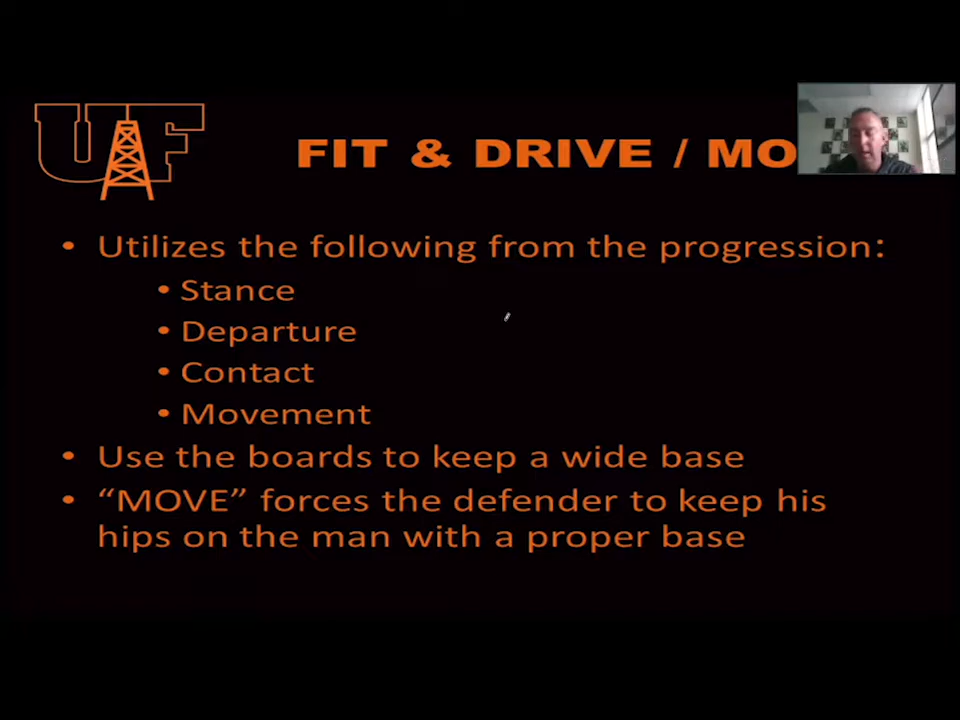 UF
FIT & DRIVE / MO
• Utilizes the following from the progression:
• Stance
• Departure
• Contact
• Movement
• Use the boards to keep a wide base
• “MOVE” forces the defender to keep his
hips on the man with a proper base